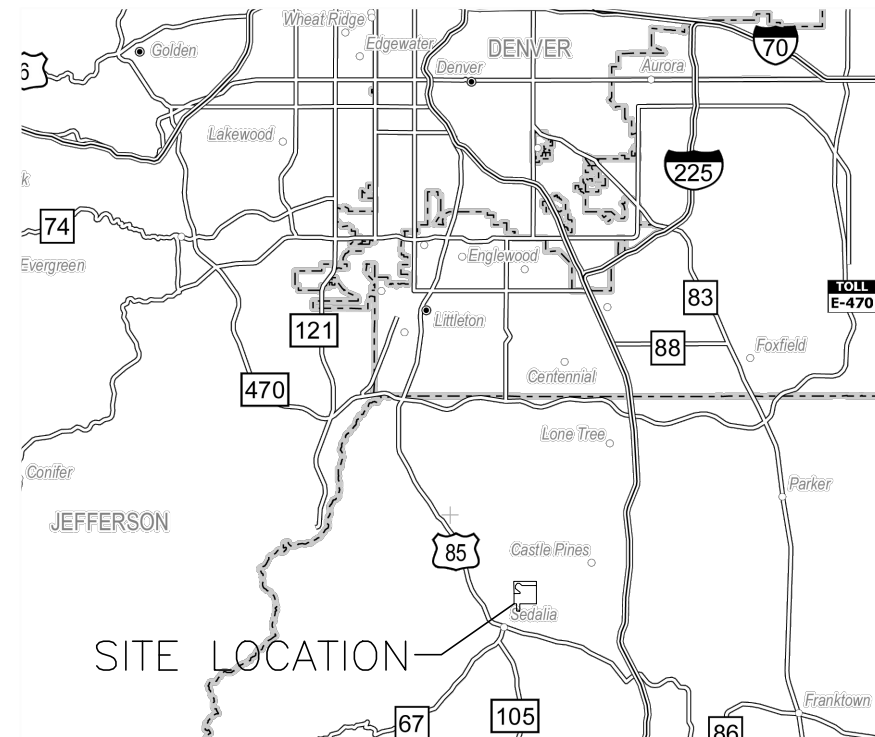 Wheat Ridge
Golden
Edgewater
DENVER
70
6
Denver
Aurora
Lakewood
225
k
74
Evergreen
Englewood
TOLL
E-470
83
121
Littleton
88
Foxfield
Centennial
470
Lone Tree
Conifer
Parker
JEFFERSON
85
Castle Pines
Sedalia
SITE LOCATION
Franktown
67
105
86